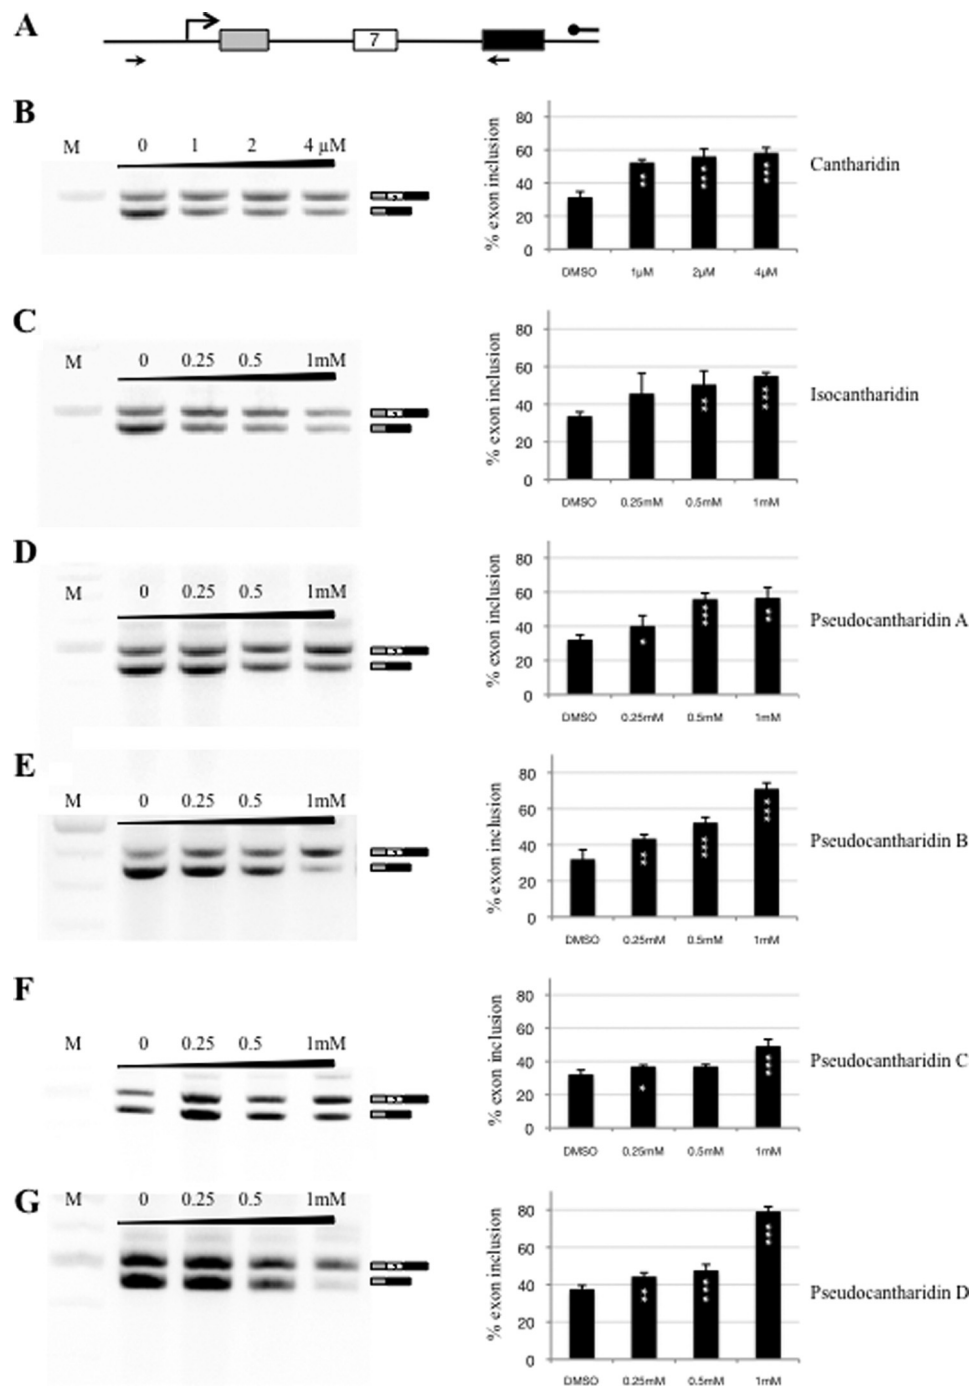 A
7
B
M 0 1 2 4 µM
% exon inclusion
80
60
40
20
0
DMSO 1µM 2µM 4µM
Cantharidin
C
M 0 0.25 0.5 1mM
% exon inclusion
80
60
40
20
0
DMSO 0.25mM 0.5mM 1mM
Isocantharidin
D
M 0 0.25 0.5 1mM
% exon inclusion
80
60
40
20
0
DMSO 0.25mM 0.5mM 1mM
Pseudocantharidin A
E
M 0 0.25 0.5 1mM
% exon inclusion
80
60
40
20
0
DMSO 0.25mM 0.5mM 1mM
Pseudocantharidin B
F
M 0 0.25 0.5 1mM
% exon inclusion
80
60
40
20
0
DMSO 0.25mM 0.5mM 1mM
Pseudocantharidin C
G
M 0 0.25 0.5 1mM
% exon inclusion
80
60
40
20
0
DMSO 0.25mM 0.5mM 1mM
Pseudocantharidin D